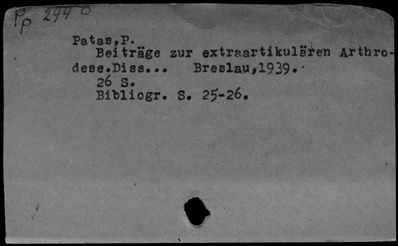 Pp 2440
Patas,P.
Beiträge zur extraartikulären Arthro-
dese.Diss... Breslau,1939.
26 S.
Bibliogr. S. 25-26.